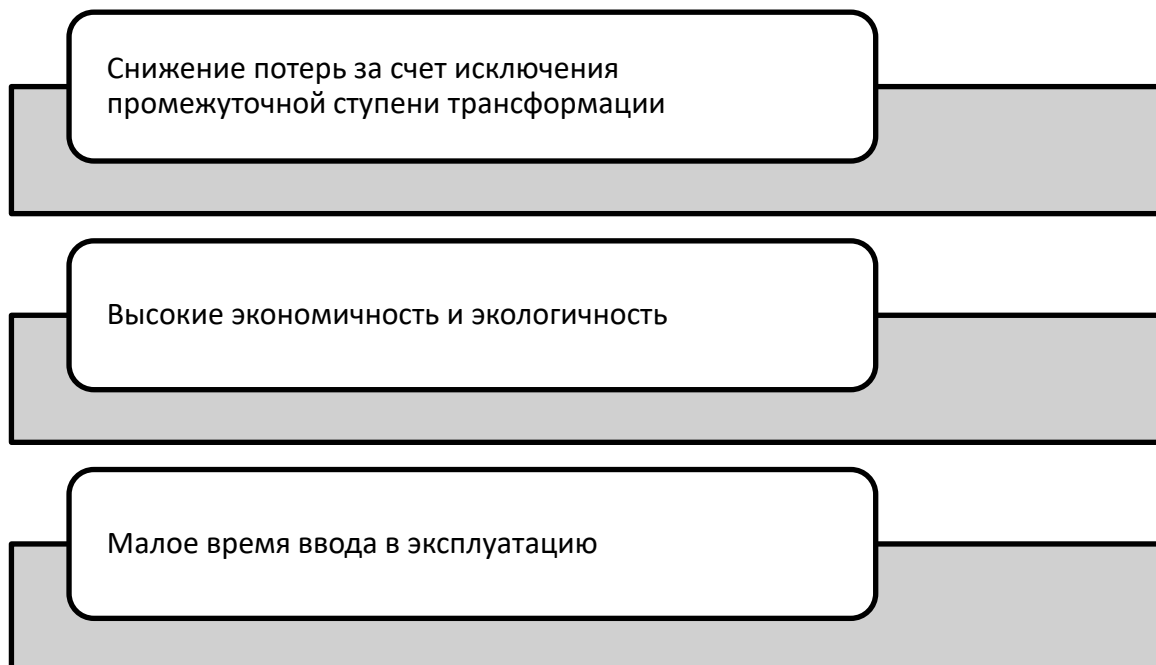 Снижение потерь за счет исключения
промежуточной ступени трансформации
Высокие экономичность и экологичность
Малое время ввода в эксплуатацию